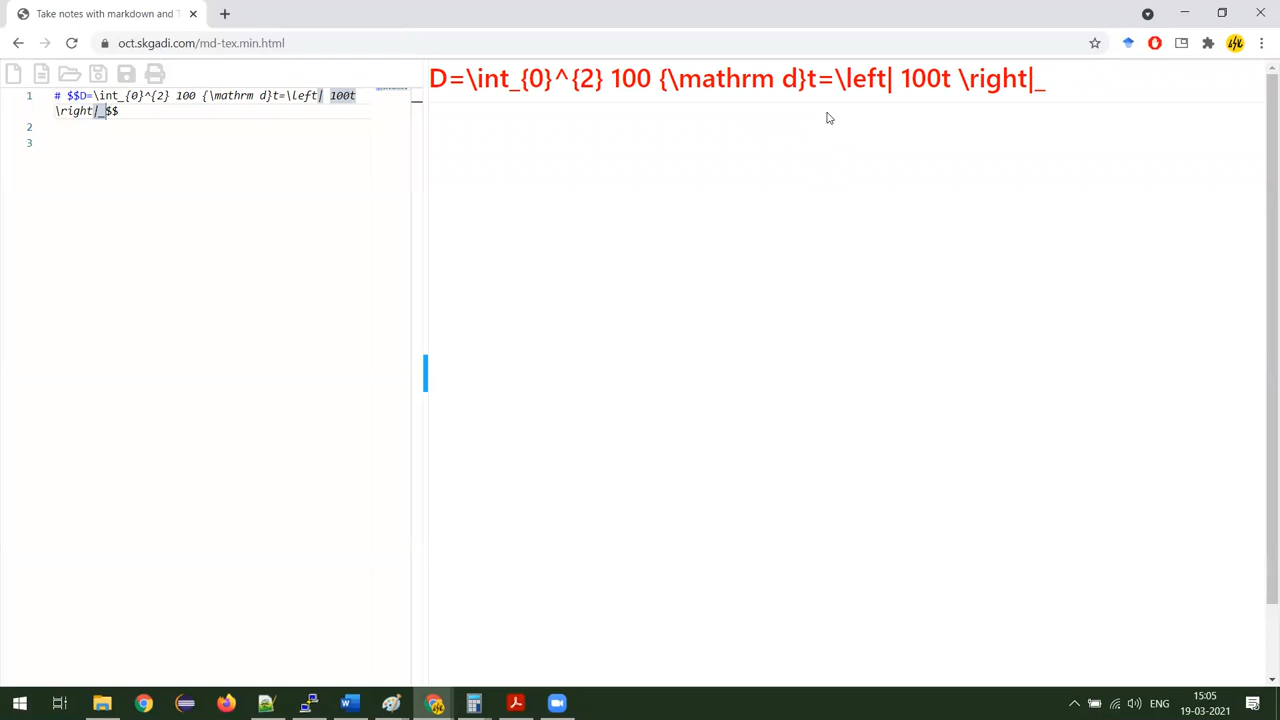 Take notes with markdown and T
oct.skgadi.com/md-tex.min.html
1 # $$D=\int_{0}^{2} 100 {\mathrm d}t=\left| 100t
\right|_$$
2
3
D=\int_{0}^{2} 100 {\mathrm d}t=\left| 100t \right|_
ENG
15:05
19-03-2021